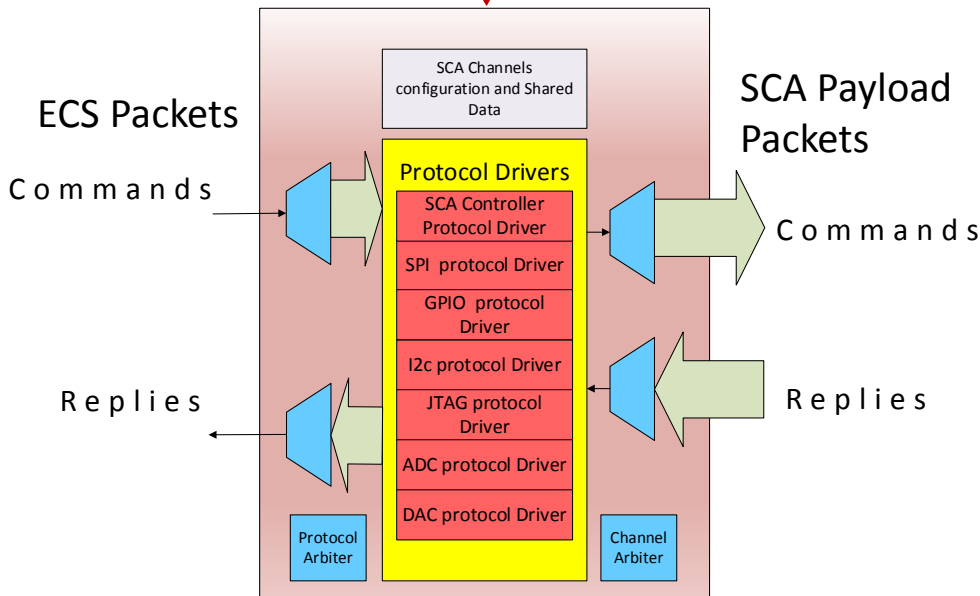 SCA Channels
configuration and Shared
Data
ECS Packets
SCA Payload
Packets
Commands
Protocol Drivers
SCA Controller
Protocol Driver
SPI protocol Driver
GPIO protocol
Driver
I2c protocol Driver
JTAG protocol
Driver
ADC protocol Driver
DAC protocol Driver
Commands
Replies
Replies
Protocol
Arbiter
Channel
Arbiter